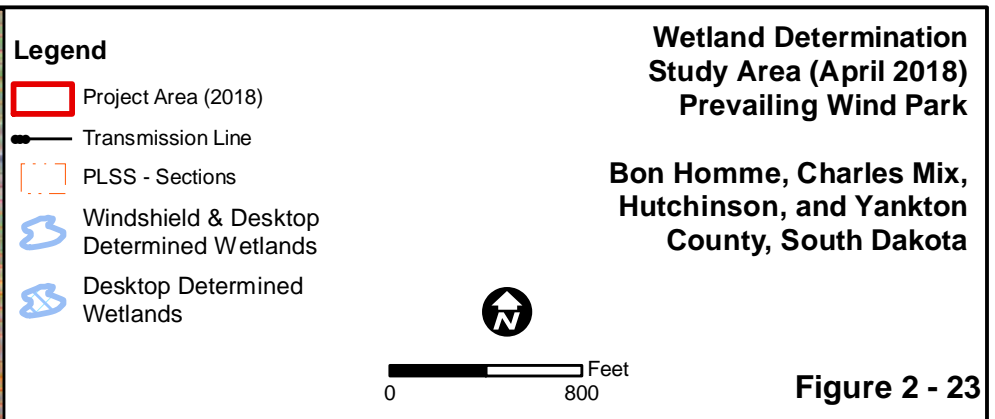 Legend
Project Area (2018)
Transmission Line
PLSS - Sections
Windshield & Desktop
Determined Wetlands
Desktop Determined
Wetlands
Wetland Determination
Study Area (April 2018)
Prevailing Wind Park
Bon Homme, Charles Mix,
Hutchinson, and Yankton
County, South Dakota
N
Feet
0 800
Figure 2 - 23